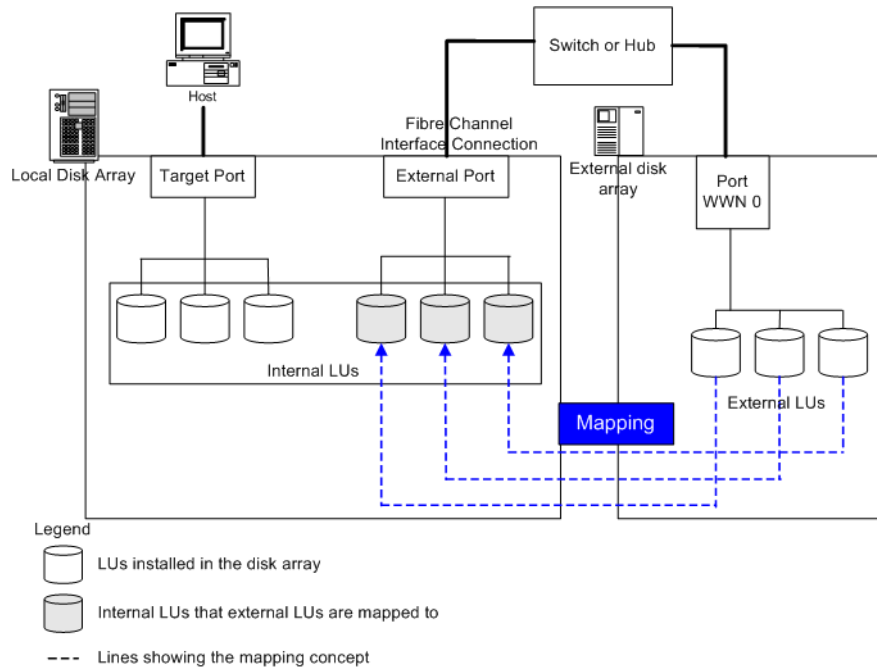 Switch or Hub
Host
Fibre Channel
Interface Connection
Local Disk Array
Target Port
External Port
External disk
array
Port
WWN 0
Internal LUs
External LUs
Mapping
Legend
LUs installed in the disk array
Internal LUs that external LUs are mapped to
Lines showing the mapping concept